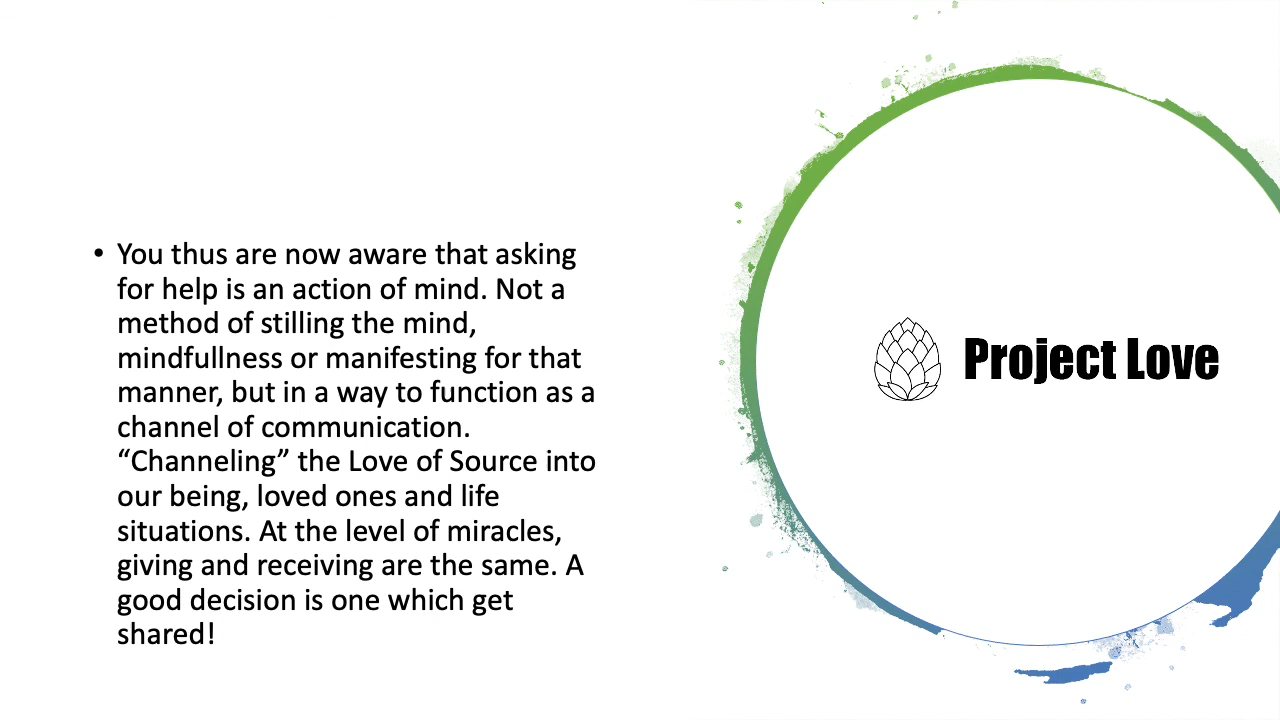 • You thus are now aware that asking
for help is an action of mind. Not a
method of stilling the mind,
mindfullness or manifesting for that
manner, but in a way to function as a
channel of communication.
“Channeling” the Love of Source into
our being, loved ones and life
situations. At the level of miracles,
giving and receiving are the same. A
good decision is one which get
shared!
Project Love